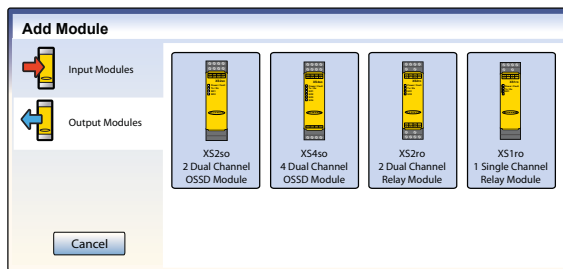 Add Module
Input Modules
Output Modules
XS2so
2 Dual Channel
OSSD Module
XS4so
4 Dual Channel
OSSD Module
XS2ro
2 Dual Channel
Relay Module
XS1ro
1 Single Channel
Relay Module
Cancel